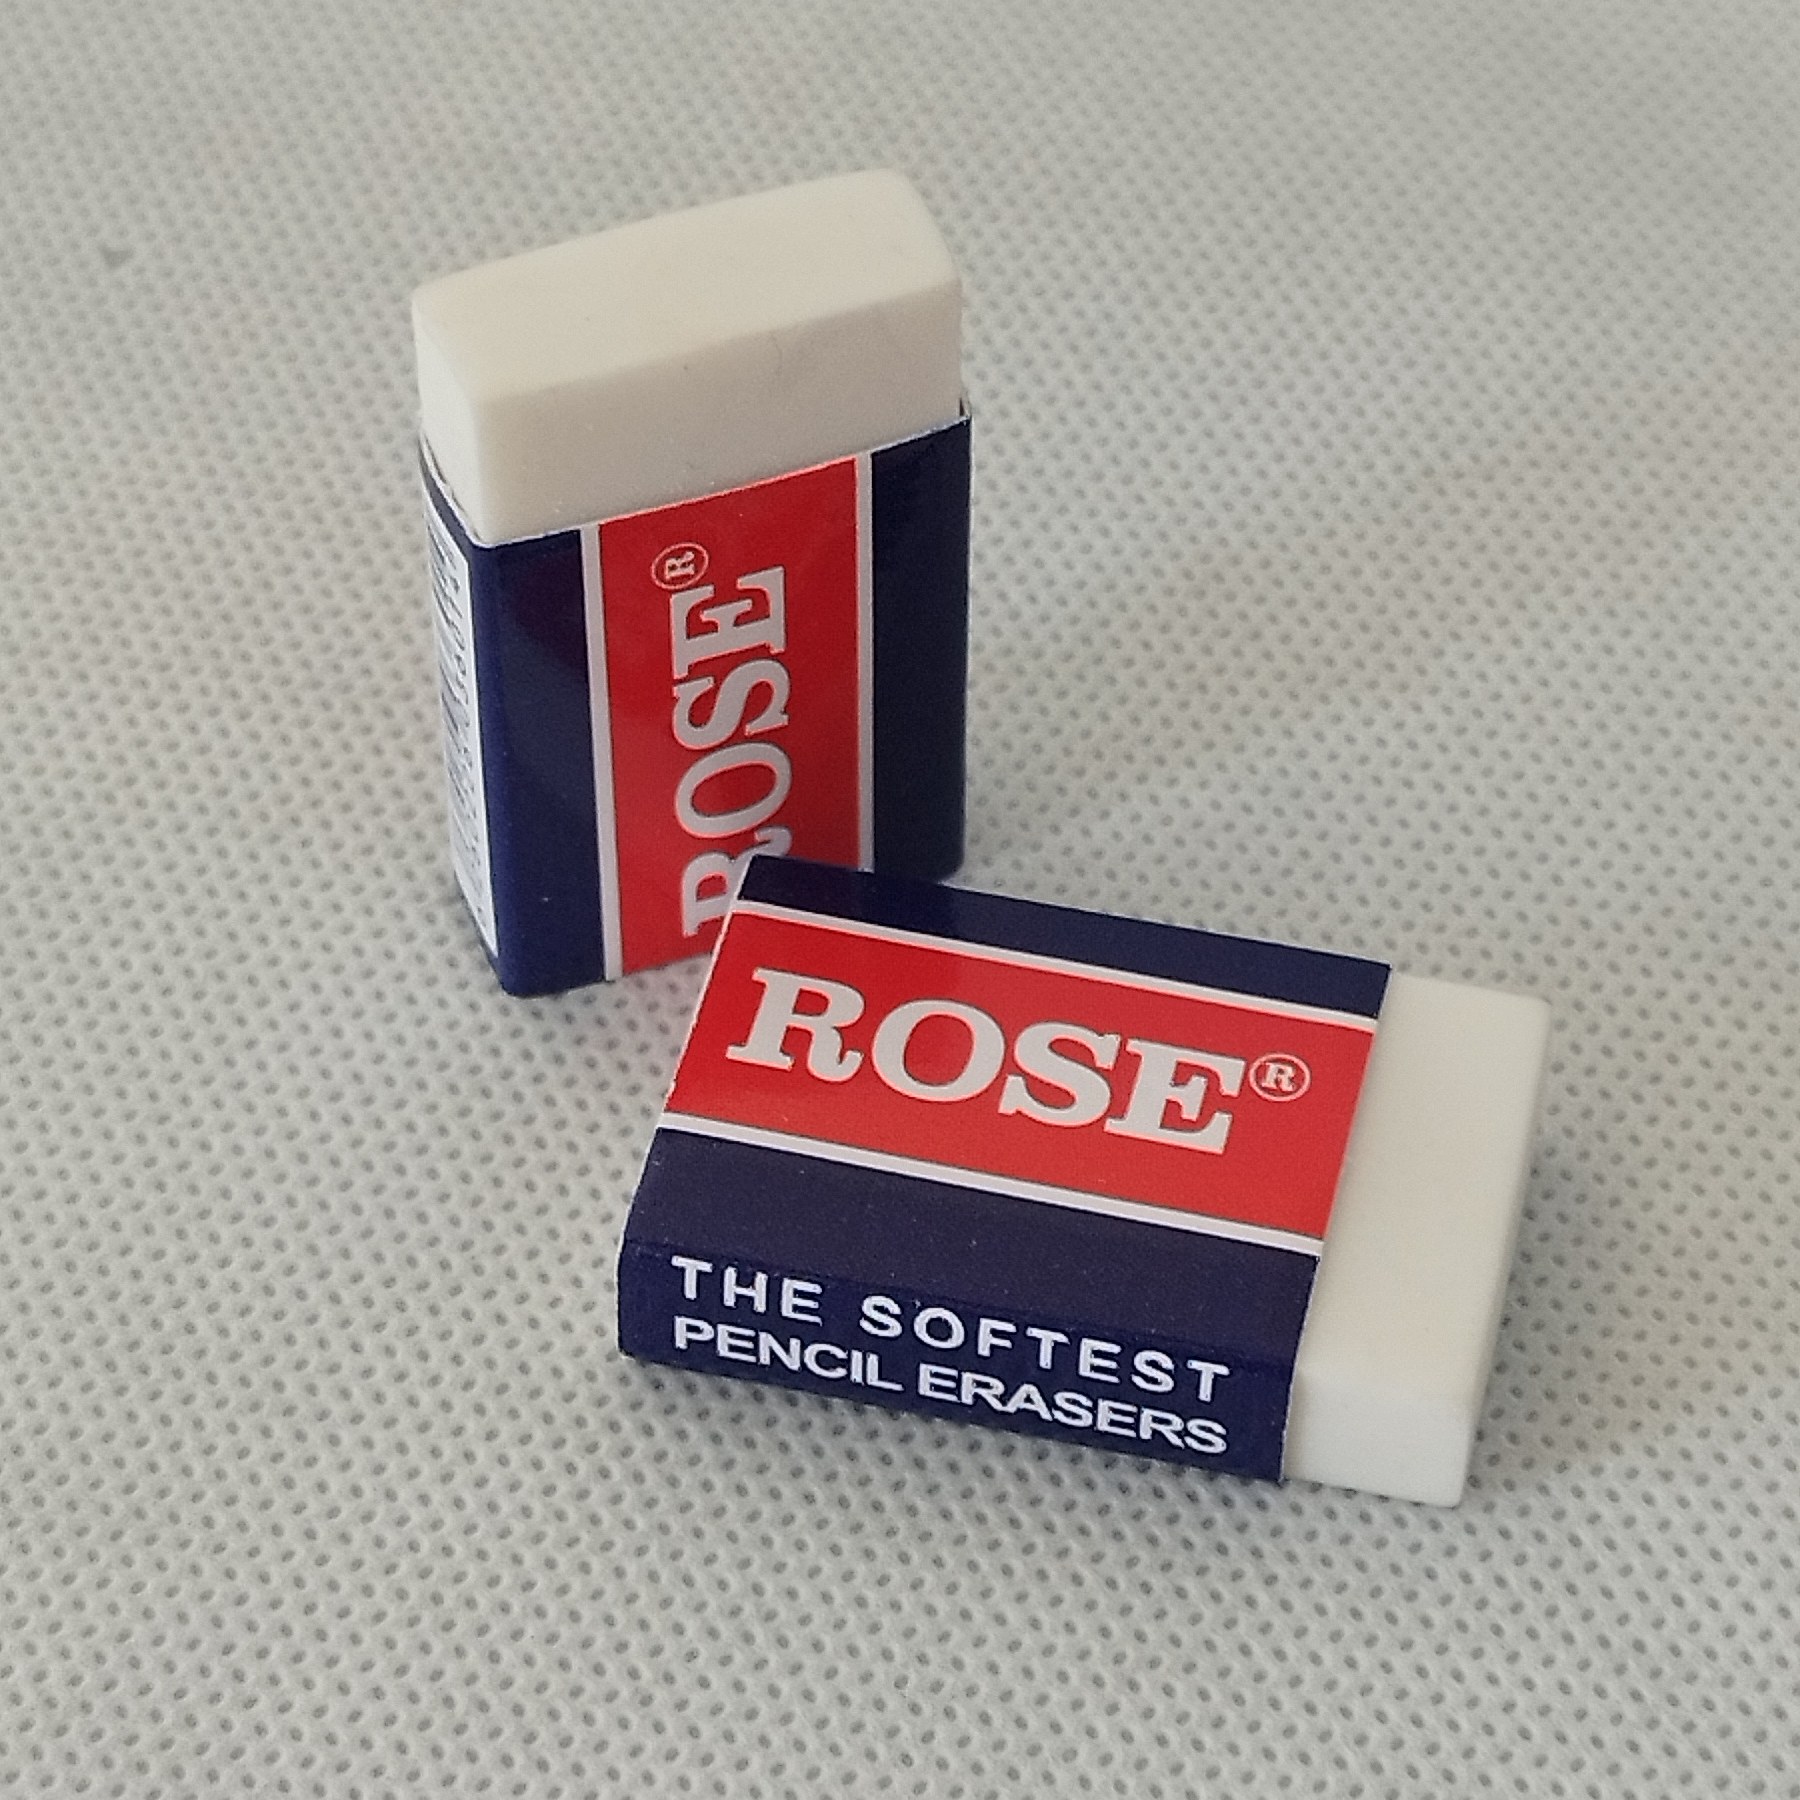 ROSE®
ROSE®
THE SOFTEST
PENCIL ERASERS